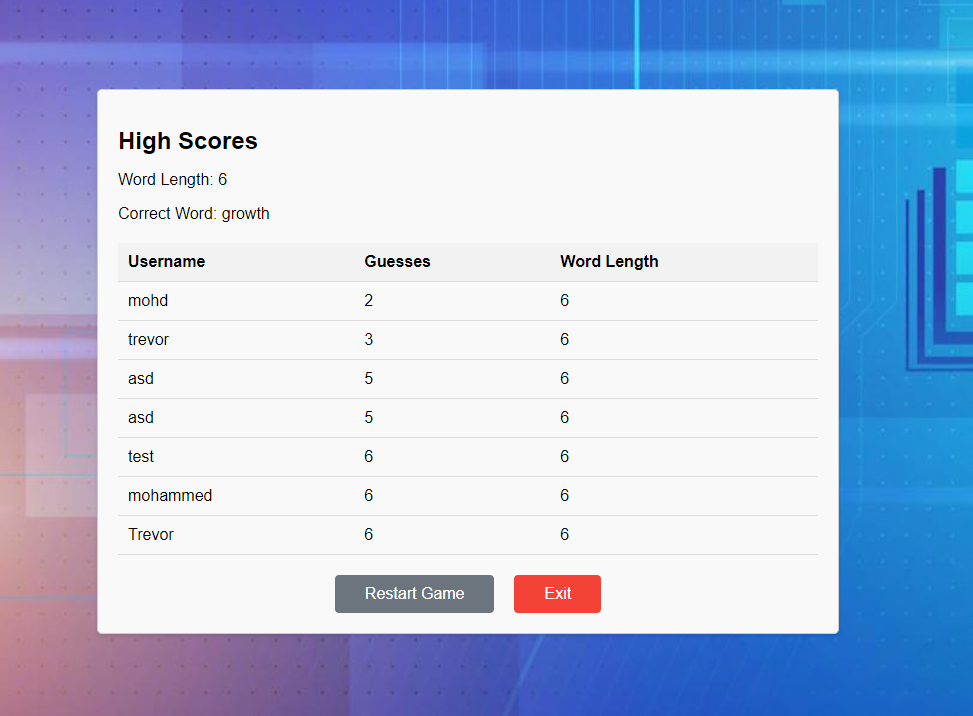 High Scores
Word Length: 6
Correct Word: growth
Username Guesses Word Length
mohd 2 6
trevor 3 6
asd 5 6
asd 5 6
test 6 6
mohammed 6 6
Trevor 6 6
Restart Game Exit